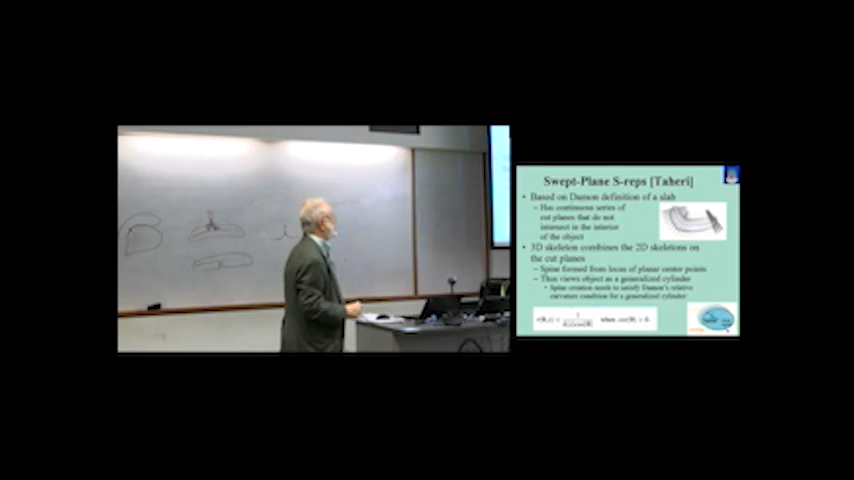 Swept-Plane S-reps [Taheri]
• Based on Damon definition of a slab
– Has continuous series of
cut planes that do not
intersect in the interior
of the object
• 3D skeleton combines the 2D skeletons on
the cut planes
– Spine formed from locus of planar center points
– Thus views object as a generalized cylinder
• Spine creation needs to satisfy Damon's relative
curvature condition for a generalized cylinder
when